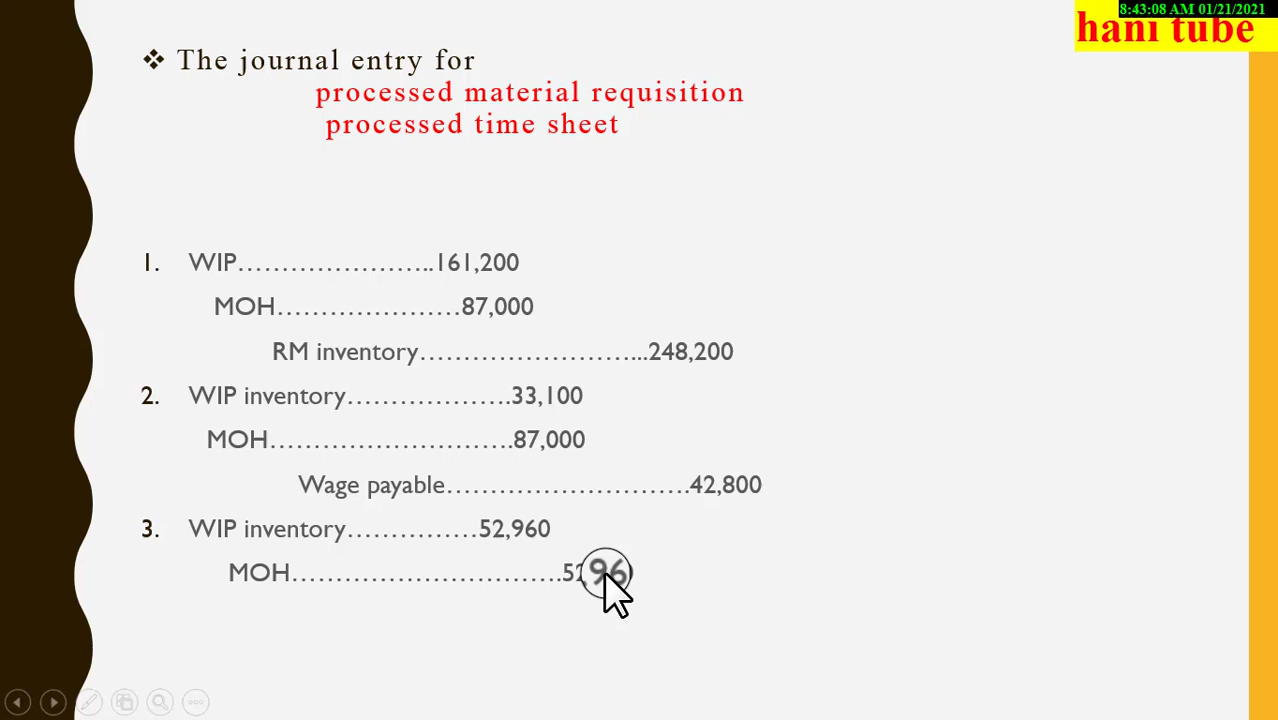 8:43:08 AM 01/21/2021
hani tube
❖ The journal entry for
processed material requisition
processed time sheet
1. WIP…………………..161,200
MOH…………………87,000
RM inventory……………………...248,200
2. WIP inventory……………….33,100
MOH……………………….87,000
Wage payable……………………….42,800
3. WIP inventory……………52,960
MOH………………………….52,960